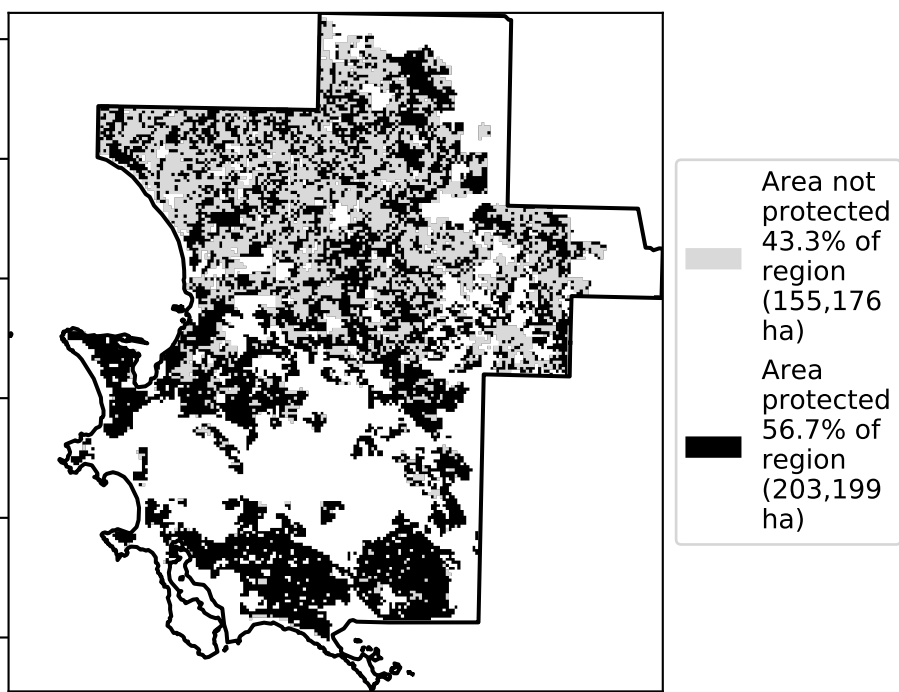 Area not
protected
43.3% of
region
(155,176
ha)
Area
protected
56.7% of
region
(203,199
ha)